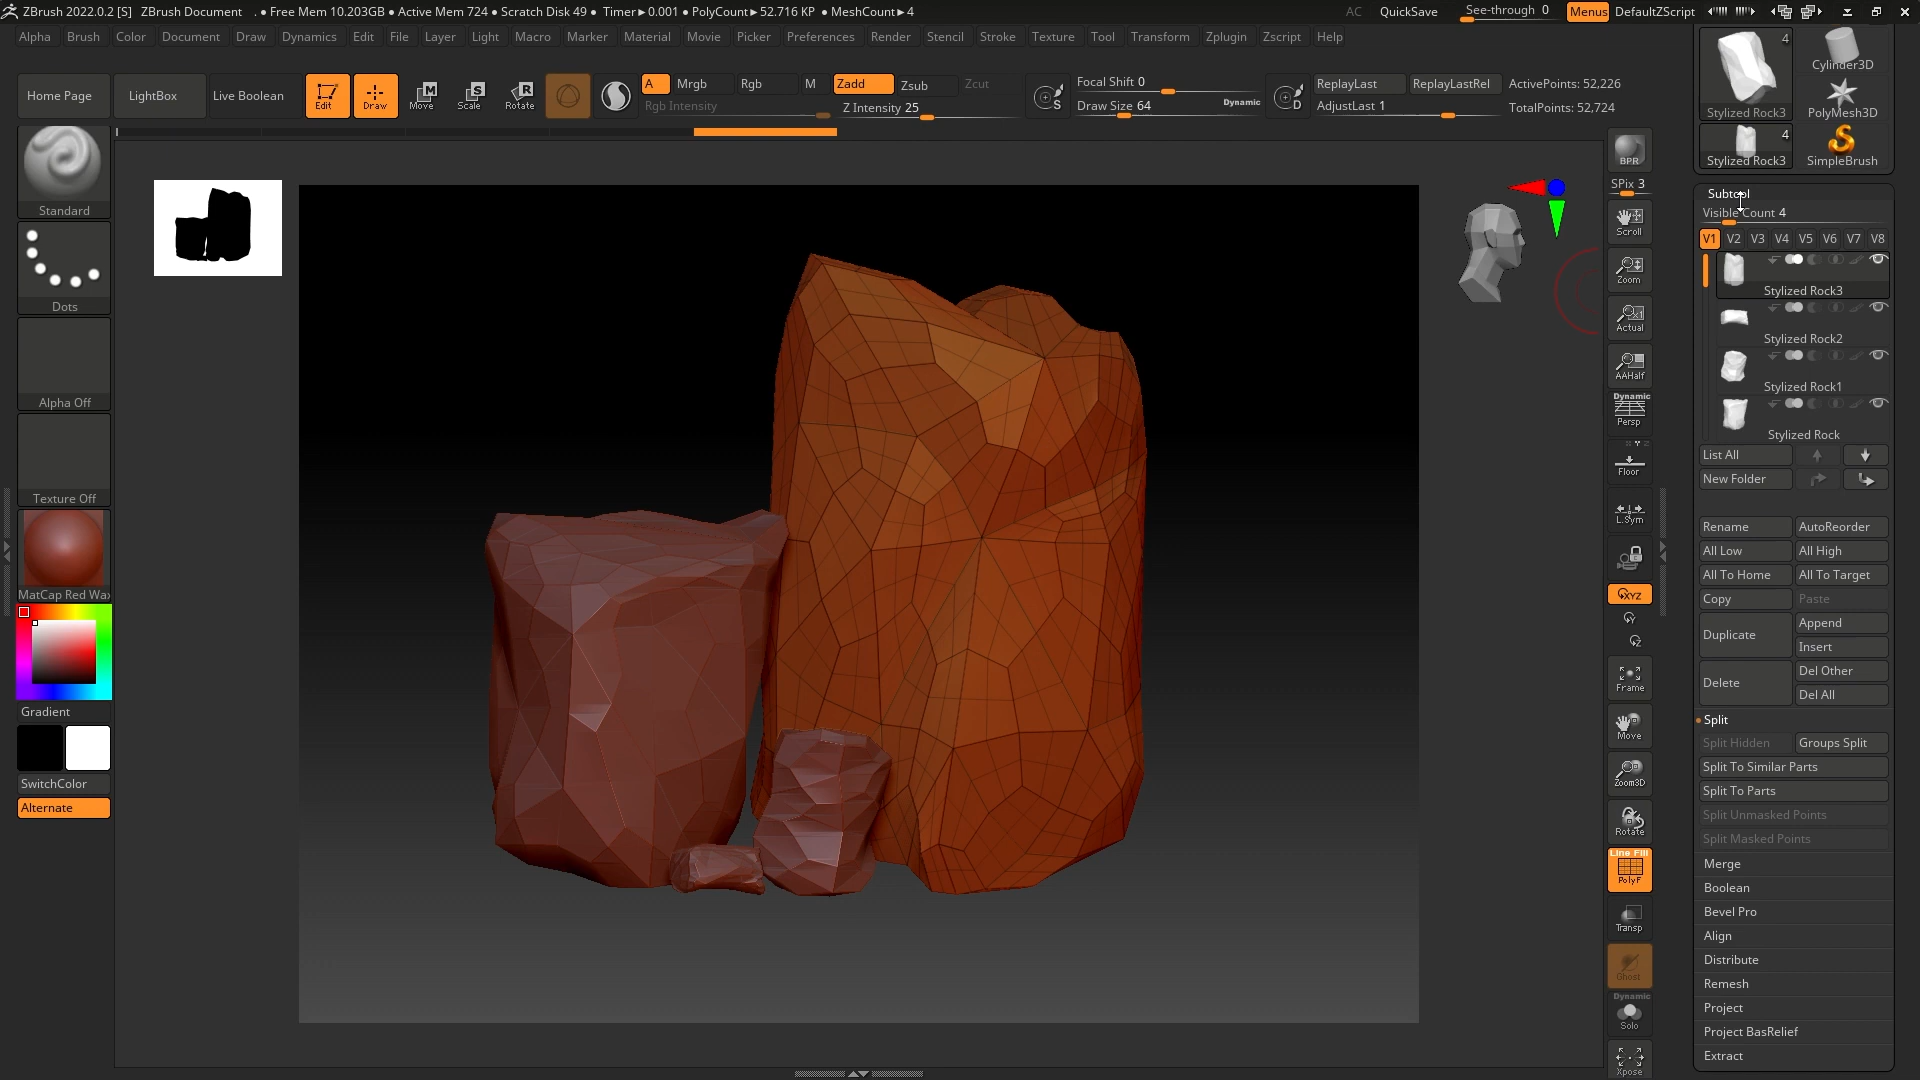 ZBrush 2022.0.2 [S] ZBrush Document . • Free Mem 10.203GB • Active Mem 724 • Scratch Disk 49 • Timer►0.001 • PolyCount►52.716 KP • MeshCount►4 AC QuickSave See-through 0 Menus DefaultZScript
Alpha Brush Color Document Draw Dynamics Edit File Layer Light Macro Marker Material Movie Picker Preferences Render Stencil Stroke Texture Tool Transform Zplugin Zscript Help
Home Page LightBox Live Boolean Edit Draw Move Scale Rotate
A Mrgb Rgb M Zadd Zsub Zcut
Rgb Intensity Z Intensity 25
S Focal Shift 0
Draw Size 64 Dynamic
D ReplayLast ReplayLastRel ActivePoints: 52,226
AdjustLast 1 TotalPoints: 52,724
Standard
Dots
Alpha Off
Texture Off
MatCap Red Wax
Gradient
SwitchColor
Alternate
BPR
SPix 3
Scroll
Zoom
Actual
AAHalf
Dynamic
Persp
Floor
L.Sym
XYZ
Y
Z
Frame
Move
Zoom3D
Rotate
Line Fill
PolyF
Transp
Ghost
Dynamic
Solo
Xpose
4
Stylized Rock3
Cylinder3D
PolyMesh3D
4
Stylized Rock3
SimpleBrush
Subtool
Visible Count 4
V1 V2 V3 V4 V5 V6 V7 V8
Stylized Rock3
Stylized Rock2
Stylized Rock1
Stylized Rock
List All
New Folder
Rename AutoReorder
All Low All High
All To Home All To Target
Copy Paste
Duplicate Append
Insert
Delete Del Other
Del All
Split
Split Hidden Groups Split
Split To Similar Parts
Split To Parts
Split Unmasked Points
Split Masked Points
Merge
Boolean
Bevel Pro
Align
Distribute
Remesh
Project
Project BasRelief
Extract